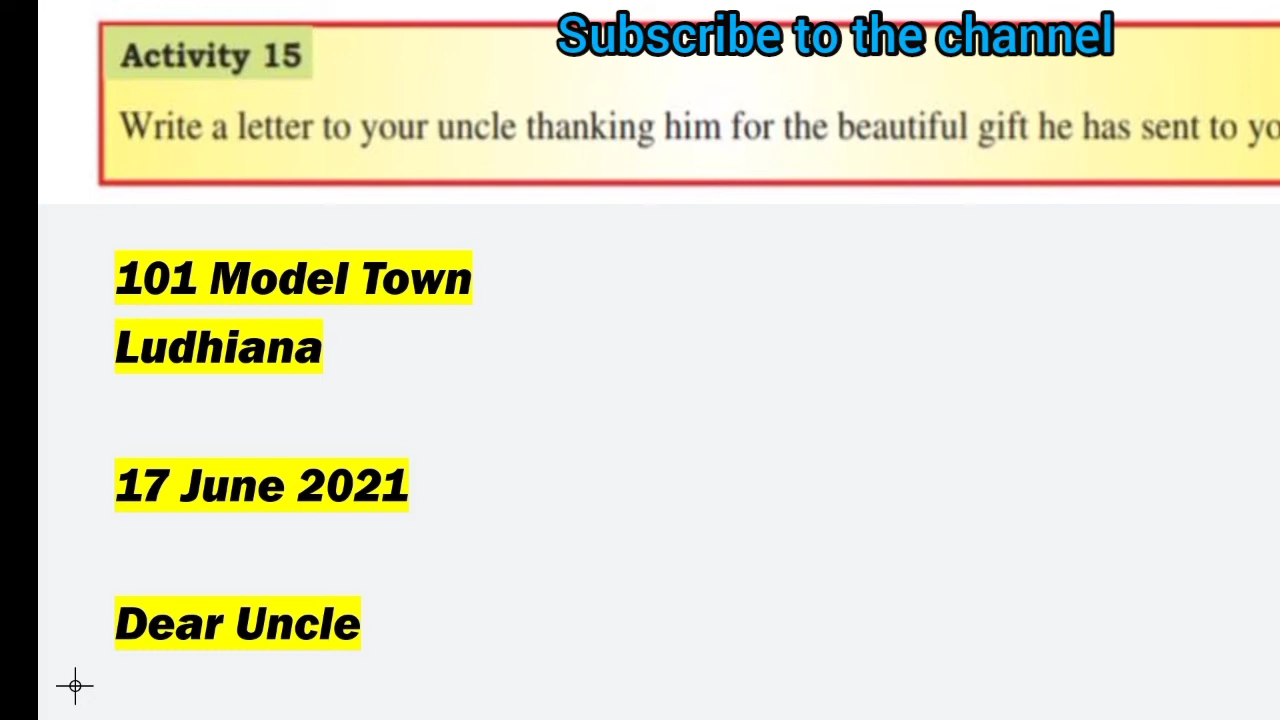 Subscribe to the channel
Activity 15
Write a letter to your uncle thanking him for the beautiful gift he has sent to
101 Model Town
Ludhiana
17 June 2021
Dear Uncle